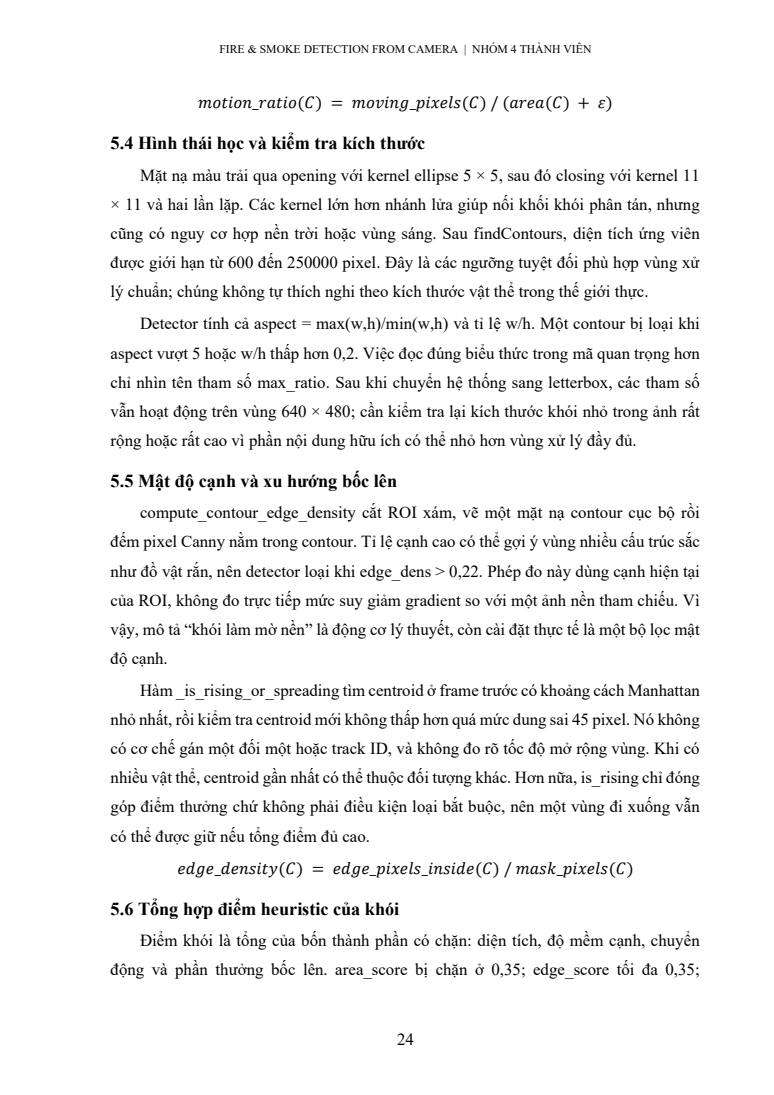 FIRE & SMOKE DETECTION FROM CAMERA | NHÓM 4 THÀNH VIÊN
motion_ratio(C) = moving_pixels(C) / (area(C) + ε)
5.4 Hình thái học và kiểm tra kích thước
Mặt nạ màu trải qua opening với kernel ellipse 5 × 5, sau đó closing với kernel 11
× 11 và hai lần lặp. Các kernel lớn hơn nhánh lửa giúp nối khối khói phân tán, nhưng
cũng có nguy cơ hợp nền trời hoặc vùng sáng. Sau findContours, diện tích ứng viên
được giới hạn từ 600 đến 250000 pixel. Đây là các ngưỡng tuyệt đối phù hợp vùng xử
lý chuẩn; chúng không tự thích nghi theo kích thước vật thể trong thế giới thực.
Detector tính cả aspect = max(w,h)/min(w,h) và tỉ lệ w/h. Một contour bị loại khi
aspect vượt 5 hoặc w/h thấp hơn 0,2. Việc đọc đúng biểu thức trong mã quan trọng hơn
chỉ nhìn tên tham số max_ratio. Sau khi chuyển hệ thống sang letterbox, các tham số
vẫn hoạt động trên vùng 640 × 480; cần kiểm tra lại kích thước khói nhỏ trong ảnh rất
rộng hoặc rất cao vì phần nội dung hữu ích có thể nhỏ hơn vùng xử lý đầy đủ.
5.5 Mật độ cạnh và xu hướng bốc lên
compute_contour_edge_density cắt ROI xám, vẽ một mặt nạ contour cục bộ rồi
đếm pixel Canny nằm trong contour. Tỉ lệ cạnh cao có thể gợi ý vùng nhiều cấu trúc sắc
như đồ vật rắn, nên detector loại khi edge_dens > 0,22. Phép đo này dùng cạnh hiện tại
của ROI, không đo trực tiếp mức suy giảm gradient so với một ảnh nền tham chiếu. Vì
vậy, mô tả “khói làm mờ nền” là động cơ lý thuyết, còn cài đặt thực tế là một bộ lọc mật
độ cạnh.
Hàm _is_rising_or_spreading tìm centroid ở frame trước có khoảng cách Manhattan
nhỏ nhất, rồi kiểm tra centroid mới không thấp hơn quá mức dung sai 45 pixel. Nó không
có cơ chế gán một đối một hoặc track ID, và không đo rõ tốc độ mở rộng vùng. Khi có
nhiều vật thể, centroid gần nhất có thể thuộc đối tượng khác. Hơn nữa, is_rising chỉ đóng
góp điểm thưởng chứ không phải điều kiện loại bắt buộc, nên một vùng đi xuống vẫn
có thể được giữ nếu tổng điểm đủ cao.
edge_density(C) = edge_pixels_inside(C) / mask_pixels(C)
5.6 Tổng hợp điểm heuristic của khói
Điểm khói là tổng của bốn thành phần có chặn: diện tích, độ mềm cạnh, chuyển
động và phần thưởng bốc lên. area_score bị chặn ở 0,35; edge_score tối đa 0,35;
24